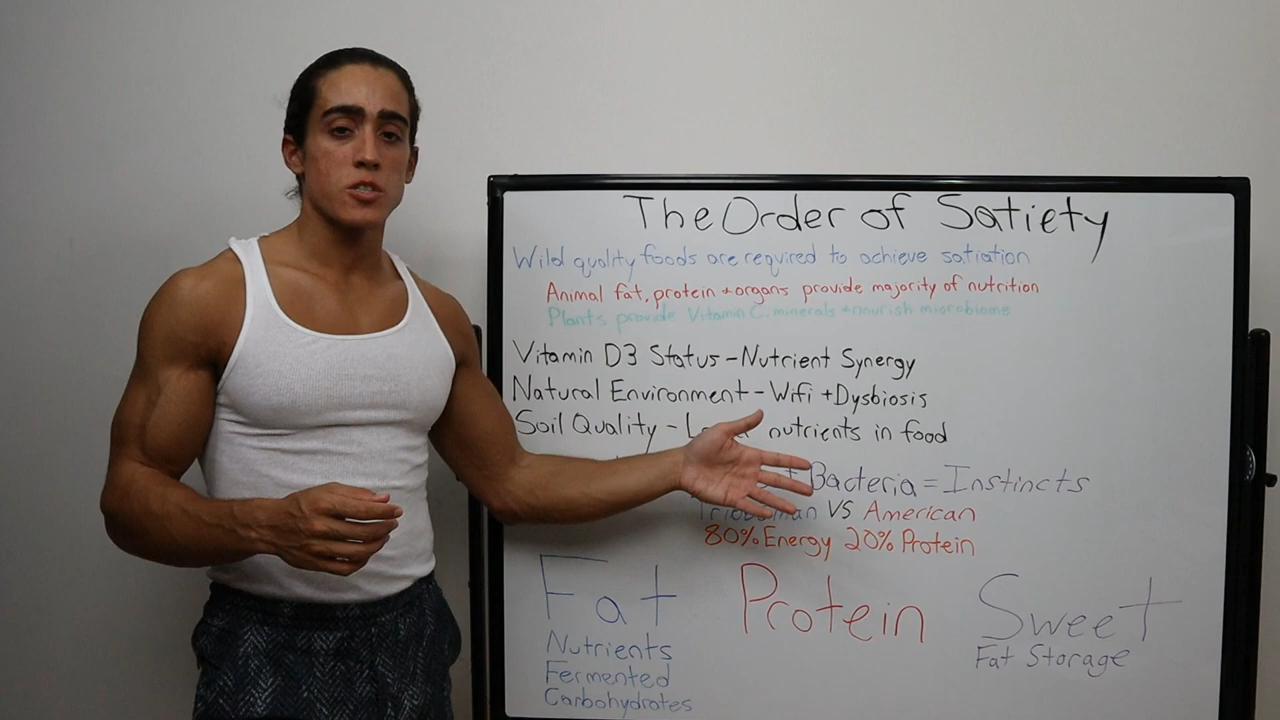 The Order of Satiety
Wild quality foods are required to achieve satiation
Animal fat, protein + organs provide majority of nutrition
Plants provide Vitamin C, minerals + nourish microbiome
Vitamin D3 Status - Nutrient Synergy
Natural Environment - Wifi + Dysbiosis
Soil Quality - nutrients in food
Bacteria = Instincts
VS American
80% Energy 20% Protein
Fat Protein Sweet
Nutrients Fat Storage
Fermented
Carbohydrates